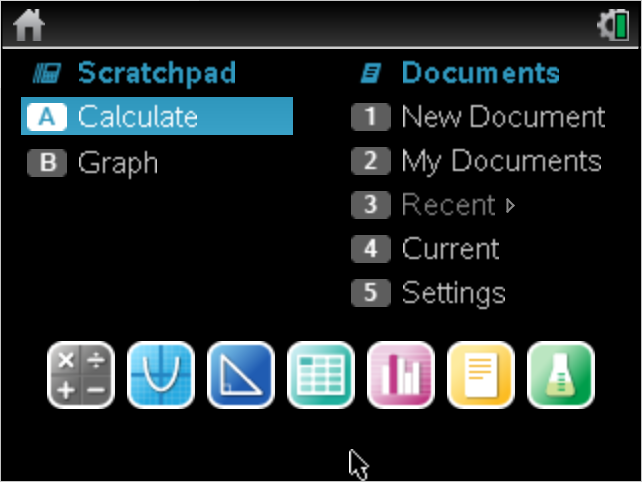 Scratchpad
A Calculate
B Graph
Documents
1 New Document
2 My Documents
3 Recent ▹
4 Current
5 Settings
× ÷
+ −